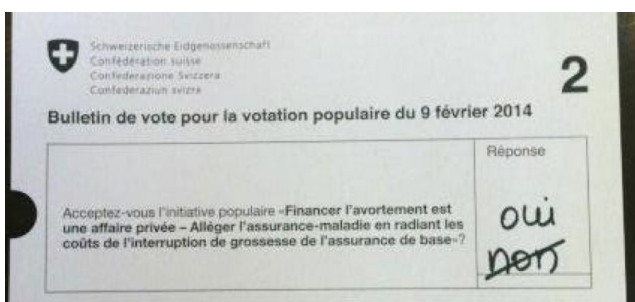 Schweizerische Eidgenossenschaft
Confédération suisse
Confederazione Svizzera
Confederaziun svizra
2
Bulletin de vote pour la votation populaire du 9 février 2014
Réponse
Acceptez-vous l'initiative populaire «Financer l'avortement est
une affaire privée – Alléger l'assurance-maladie en radiant les
coûts de l'interruption de grossesse de l'assurance de base»?
oui
non